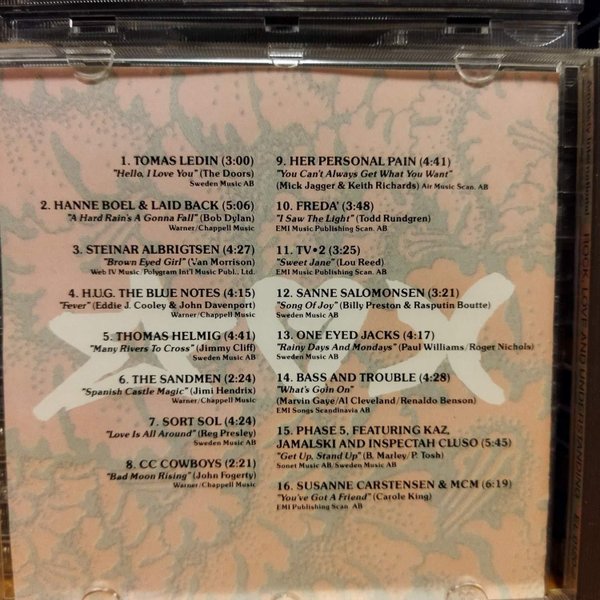 1. TOMAS LEDIN (3:00)
"Hello, I Love You" (The Doors)
Sweden Music AB
2. HANNE BOEL & LAID BACK (5:06)
"A Hard Rain's A Gonna Fall" (Bob Dylan)
Warner/Chappell Music
3. STEINAR ALBRIGTSEN (4:27)
"Brown Eyed Girl" (Van Morrison)
Web IV Music, Polygram Int'l Music Publ., Ltd.
4. H.U.G. THE BLUE NOTES (4:15)
"Fever" (Eddie J. Cooley & John Davenport)
Warner/Chappell Music
5. THOMAS HELMIG (4:41)
"Many Rivers To Cross" (Jimmy Cliff)
Sweden Music AB
6. THE SANDMEN (2:24)
"Spanish Castle Magic" (Jimi Hendrix)
Warner/Chappell Music
7. SORT SOL (4:24)
"Love Is All Around" (Reg Presley)
Sweden Music AB
8. CC COWBOYS (2:21)
"Bad Moon Rising" (John Fogerty)
Warner/Chappell Music
9. HER PERSONAL PAIN (4:41)
"You Can't Always Get What You Want"
(Mick Jagger & Keith Richards) Air Music Scan. AB
10. FREDA' (3:48)
"I Saw The Light" (Todd Rundgren)
EMI Music Publishing Scan. AB
11. TV•2 (3:25)
"Sweet Jane" (Lou Reed)
EMI Music Publishing Scan. AB
12. SANNE SALOMONSEN (3:21)
"Song Of Joy" (Billy Preston & Rasputin Boutte)
Sweden Music AB
13. ONE EYED JACKS (4:17)
"Rainy Days And Mondays" (Paul Williams/Roger Nichols)
Sweden Music AB
14. BASS AND TROUBLE (4:28)
"What's Goin On"
(Marvin Gaye/Al Cleveland/Renaldo Benson)
EMI Songs Scandinavia AB
15. PHASE 5, FEATURING KAZ,
JAMALSKI AND INSPECTAH CLUSO (5:45)
"Get Up, Stand Up" (B. Marley/P. Tosh)
Sonet Music AB/Sweden Music AB
16. SUSANNE CARSTENSEN & MCM (6:19)
"You've Got A Friend" (Carole King)
EMI Publishing Scan. AB
ROCK, LOVE AND UNDERSTANDING